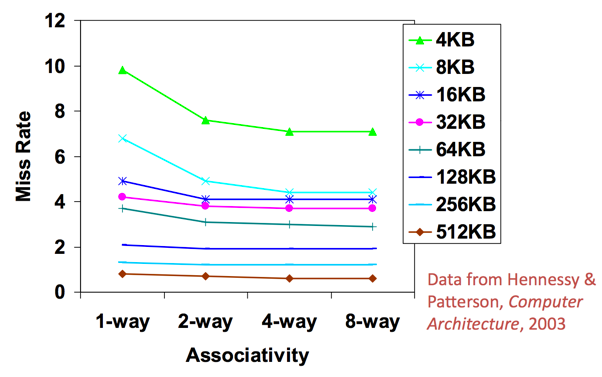 12
10
8
6
4
2
0
Miss Rate
1-way 2-way 4-way 8-way
Associativity
4KB
8KB
16KB
32KB
64KB
128KB
256KB
512KB
Data from Hennessy &
Patterson, Computer
Architecture, 2003